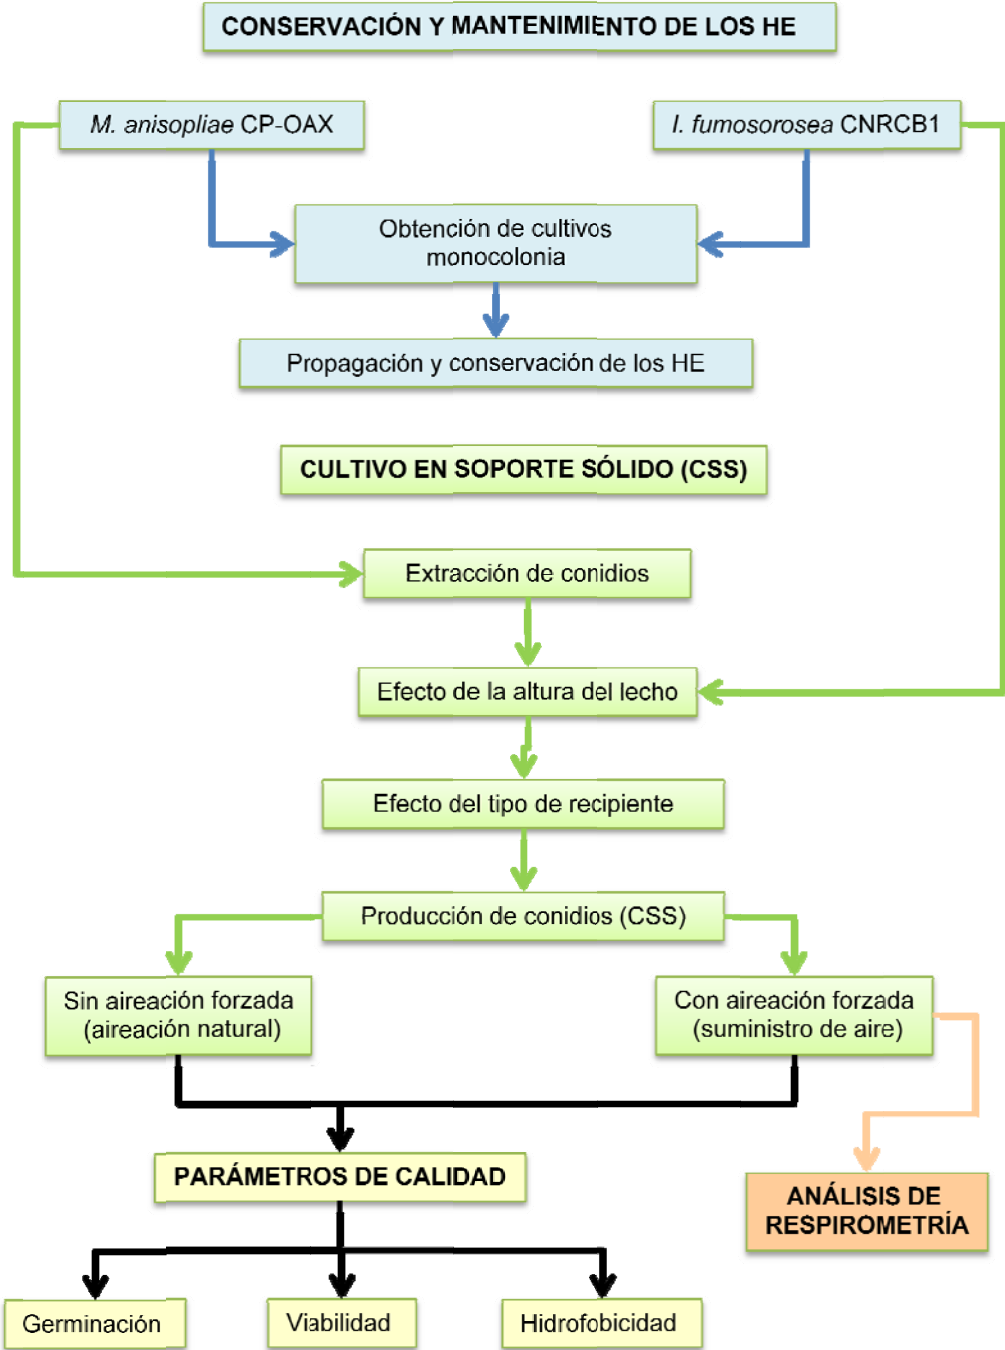 CONSERVACIÓN Y MANTENIMIENTO DE LOS HE
M. anisopliae CP-OAX
I. fumosorosea CNRCB1
Obtención de cultivos
monocolonia
Propagación y conservación de los HE
CULTIVO EN SOPORTE SÓLIDO (CSS)
Extracción de conidios
Efecto de la altura del lecho
Efecto del tipo de recipiente
Producción de conidios (CSS)
Sin aireación forzada
(aireación natural)
Con aireación forzada
(suministro de aire)
PARÁMETROS DE CALIDAD
ANÁLISIS DE
RESPIROMETRÍA
Germinación
Viabilidad
Hidrofobicidad